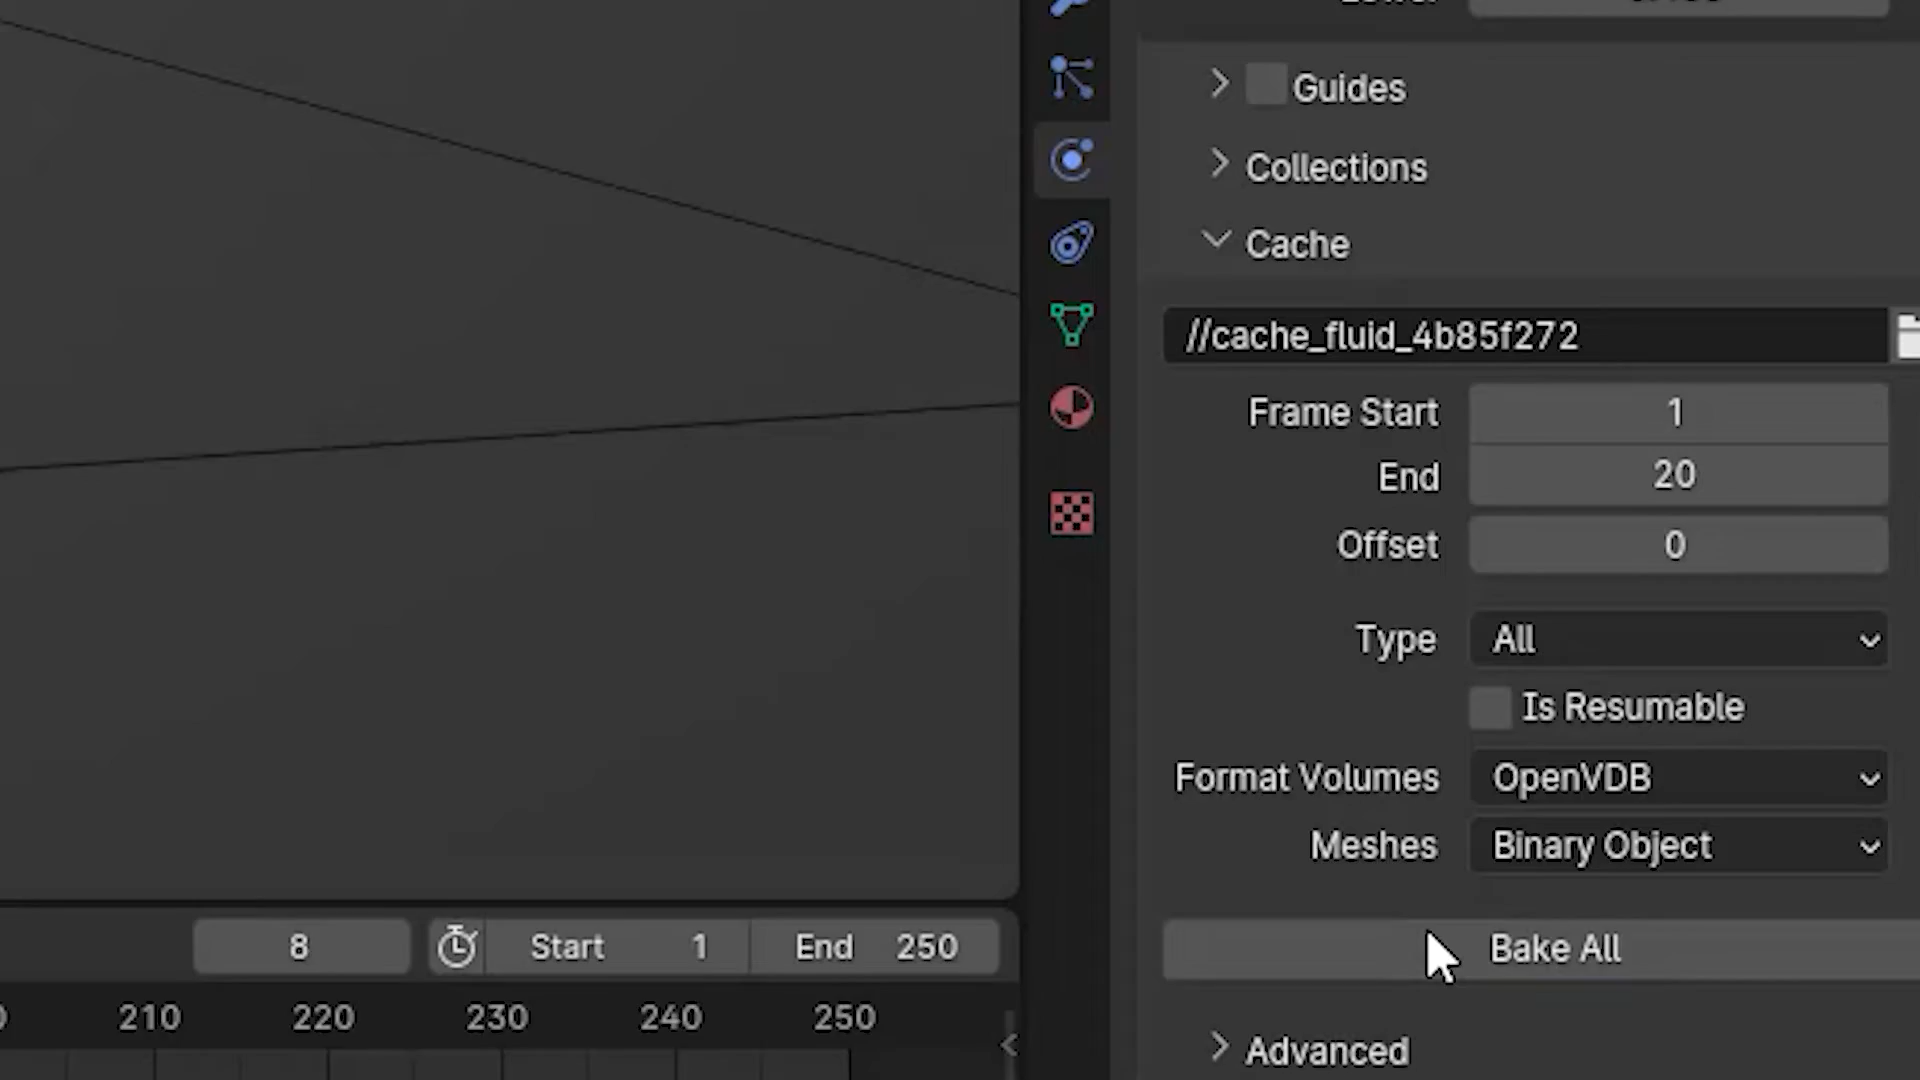 Guides
Collections
Cache
//cache_fluid_4b85f272
Frame Start 1
End 20
Offset 0
Type All
Is Resumable
Format Volumes OpenVDB
Meshes Binary Object
Bake All
Advanced
8 Start 1 End 250
210 220 230 240 250